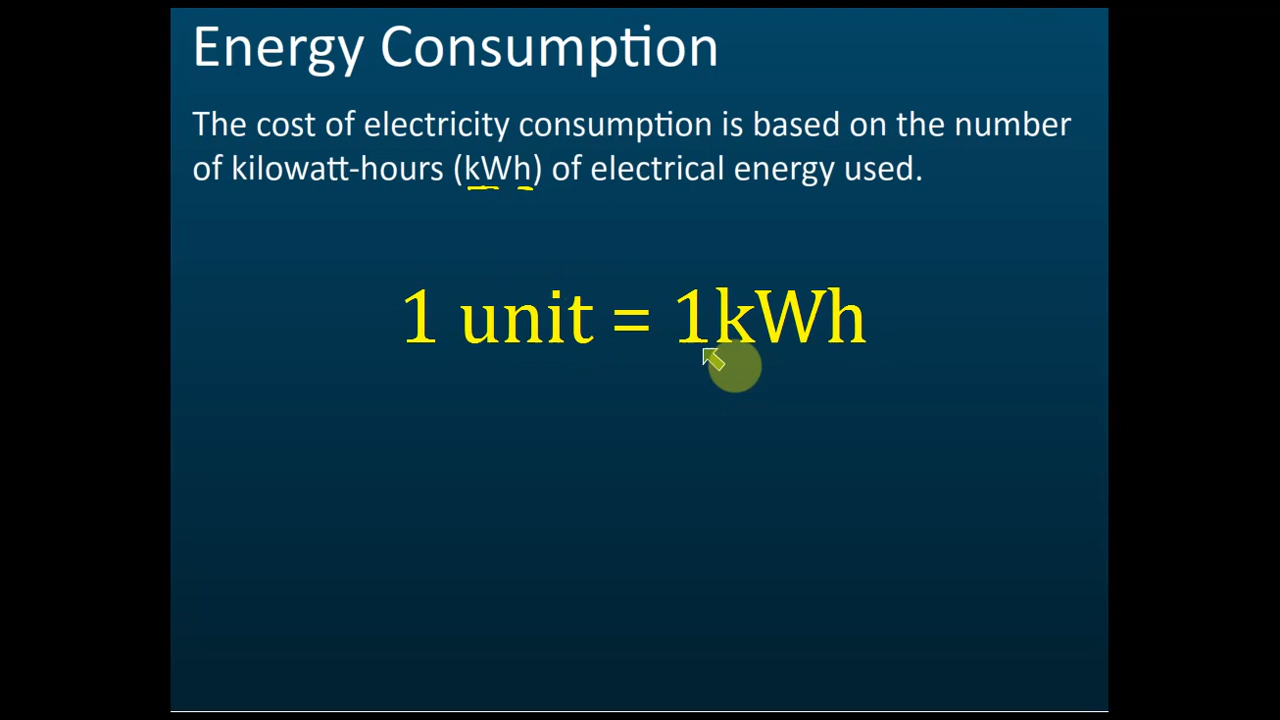 Energy Consumption
The cost of electricity consumption is based on the number
of kilowatt-hours (kWh) of electrical energy used.
1 unit = 1kWh